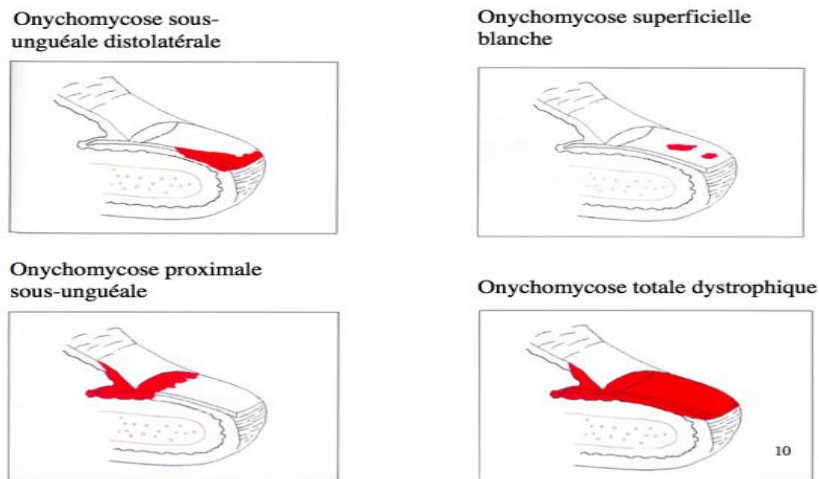 Onychomycose sous-
unguéale distolatérale
Onychomycose superficielle
blanche
Onychomycose proximale
sous-unguéale
Onychomycose totale dystrophique
10